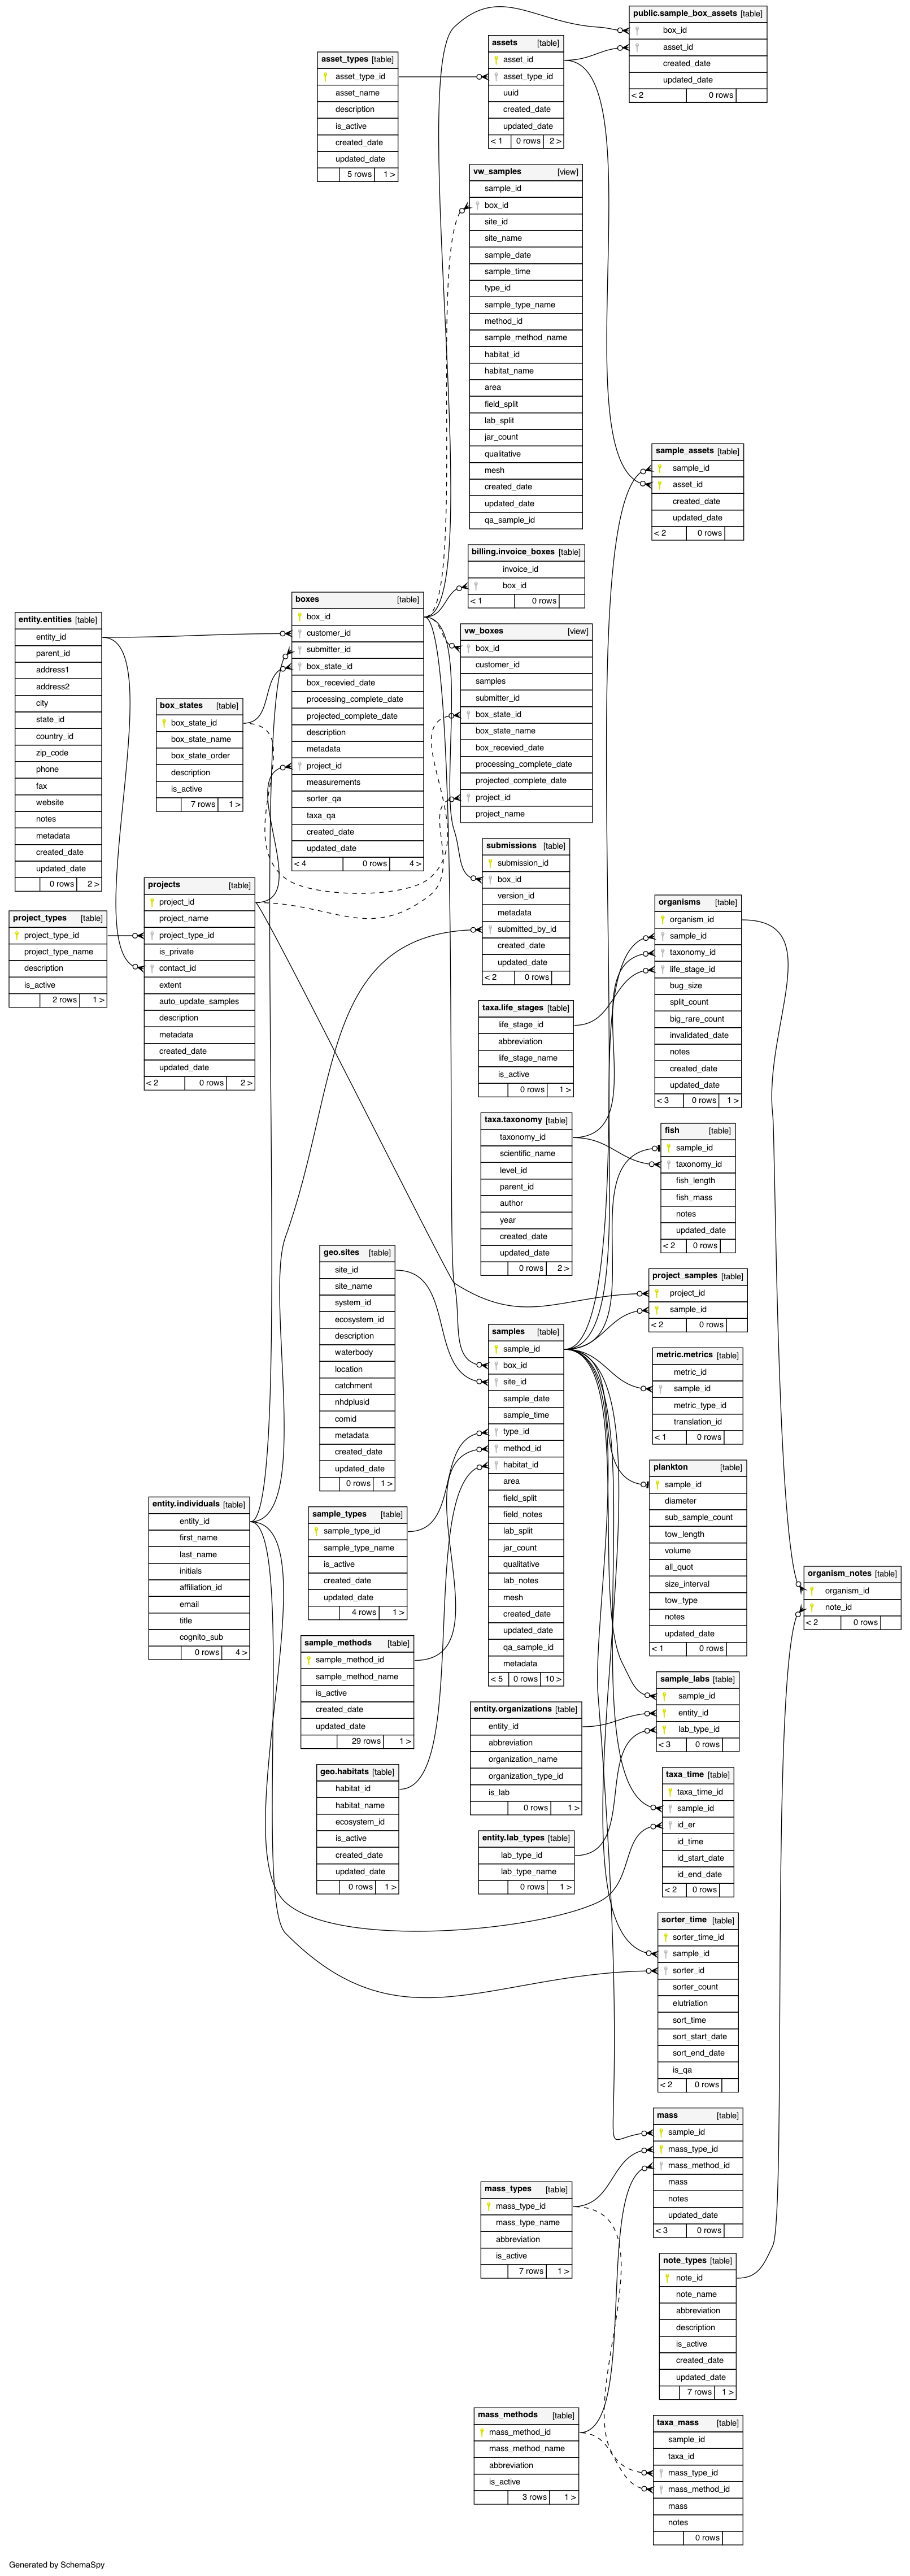 public.sample_box_assets [table]
box_id
asset_id
created_date
updated_date
< 2 0 rows
assets [table]
asset_id
asset_type_id
uuid
created_date
updated_date
< 1 0 rows 2 >
asset_types [table]
asset_type_id
asset_name
description
is_active
created_date
updated_date
5 rows 1 >
vw_samples [view]
sample_id
box_id
site_id
site_name
sample_date
sample_time
type_id
sample_type_name
method_id
sample_method_name
habitat_id
habitat_name
area
field_split
lab_split
jar_count
qualitative
mesh
created_date
updated_date
qa_sample_id
sample_assets [table]
sample_id
asset_id
created_date
updated_date
< 2 0 rows
billing.invoice_boxes [table]
invoice_id
box_id
< 1 0 rows
boxes [table]
box_id
customer_id
submitter_id
box_state_id
box_recevied_date
processing_complete_date
projected_complete_date
description
metadata
project_id
measurements
sorter_qa
taxa_qa
created_date
updated_date
< 4 0 rows 4 >
entity.entities [table]
entity_id
parent_id
address1
address2
city
state_id
country_id
zip_code
phone
fax
website
notes
metadata
created_date
updated_date
0 rows 2 >
vw_boxes [view]
box_id
customer_id
samples
submitter_id
box_state_id
box_state_name
box_recevied_date
processing_complete_date
projected_complete_date
project_id
project_name
box_states [table]
box_state_id
box_state_name
box_state_order
description
is_active
7 rows 1 >
submissions [table]
submission_id
box_id
version_id
metadata
submitted_by_id
created_date
updated_date
< 2 0 rows
projects [table]
project_id
project_name
project_type_id
is_private
contact_id
extent
auto_update_samples
description
metadata
created_date
updated_date
< 2 0 rows 2 >
project_types [table]
project_type_id
project_type_name
description
is_active
2 rows 1 >
organisms [table]
organism_id
sample_id
taxonomy_id
life_stage_id
bug_size
split_count
big_rare_count
invalidated_date
notes
created_date
updated_date
< 3 0 rows 1 >
taxa.life_stages [table]
life_stage_id
abbreviation
life_stage_name
is_active
0 rows 1 >
taxa.taxonomy [table]
taxonomy_id
scientific_name
level_id
parent_id
author
year
created_date
updated_date
0 rows 2 >
fish [table]
sample_id
taxonomy_id
fish_length
fish_mass
notes
updated_date
< 2 0 rows
geo.sites [table]
site_id
site_name
system_id
ecosystem_id
description
waterbody
location
catchment
nhdplusid
comid
metadata
created_date
updated_date
0 rows 1 >
project_samples [table]
project_id
sample_id
< 2 0 rows
samples [table]
sample_id
box_id
site_id
sample_date
sample_time
type_id
method_id
habitat_id
area
field_split
field_notes
lab_split
jar_count
qualitative
lab_notes
mesh
created_date
updated_date
qa_sample_id
metadata
< 5 0 rows 10 >
metric.metrics [table]
metric_id
sample_id
metric_type_id
translation_id
< 1 0 rows
plankton [table]
sample_id
diameter
sub_sample_count
tow_length
volume
all_quot
size_interval
tow_type
notes
updated_date
< 1 0 rows
entity.individuals [table]
entity_id
first_name
last_name
initials
affiliation_id
email
title
cognito_sub
0 rows 4 >
sample_types [table]
sample_type_id
sample_type_name
is_active
created_date
updated_date
4 rows 1 >
organism_notes [table]
organism_id
note_id
< 2 0 rows
sample_methods [table]
sample_method_id
sample_method_name
is_active
created_date
updated_date
29 rows 1 >
sample_labs [table]
sample_id
entity_id
lab_type_id
< 3 0 rows
entity.organizations [table]
entity_id
abbreviation
organization_name
organization_type_id
is_lab
0 rows 1 >
geo.habitats [table]
habitat_id
habitat_name
ecosystem_id
is_active
created_date
updated_date
0 rows 1 >
taxa_time [table]
taxa_time_id
sample_id
id_er
id_time
id_start_date
id_end_date
< 2 0 rows
entity.lab_types [table]
lab_type_id
lab_type_name
0 rows 1 >
sorter_time [table]
sorter_time_id
sample_id
sorter_id
sorter_count
elutriation
sort_time
sort_start_date
sort_end_date
is_qa
< 2 0 rows
mass [table]
sample_id
mass_type_id
mass_method_id
mass
notes
updated_date
< 3 0 rows
mass_types [table]
mass_type_id
mass_type_name
abbreviation
is_active
7 rows 1 >
note_types [table]
note_id
note_name
abbreviation
description
is_active
created_date
updated_date
7 rows 1 >
mass_methods [table]
mass_method_id
mass_method_name
abbreviation
is_active
3 rows 1 >
taxa_mass [table]
sample_id
taxa_id
mass_type_id
mass_method_id
mass
notes
0 rows
Generated by SchemaSpy